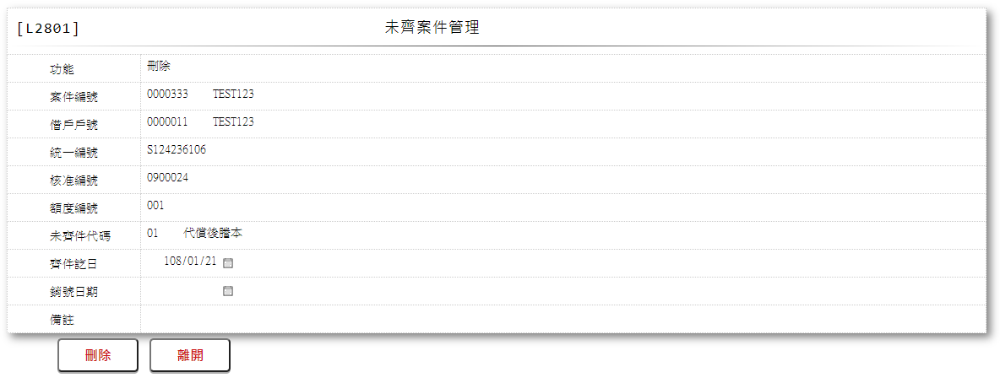 [L2801] 未齊案件管理
功能 刪除
案件編號 0000333 TEST123
借戶戶號 0000011 TEST123
統一編號 S124236106
核准編號 0900024
額度編號 001
未齊件代碼 01 代償後謄本
齊件訖日 108/01/21
銷號日期
備註
刪除 離開